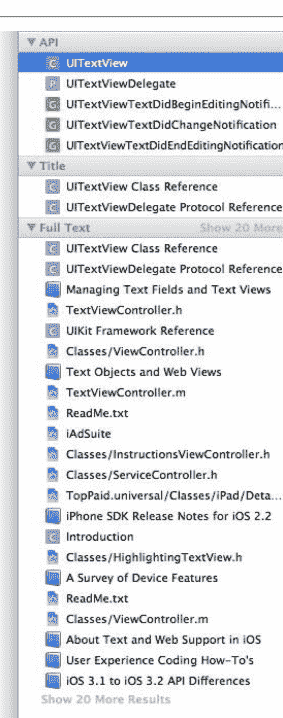 API
C UITextView
P UITextViewDelegate
G UITextViewTextDidBeginEditingNotifi...
G UITextViewTextDidChangeNotification
G UITextViewTextDidEndEditingNotification
Title
C UITextView Class Reference
C UITextViewDelegate Protocol Reference
Full Text Show 20 More
C UITextView Class Reference
C UITextViewDelegate Protocol Reference
Managing Text Fields and Text Views
TextViewController.h
C UIKit Framework Reference
Classes/ViewController.h
Text Objects and Web Views
TextViewController.m
ReadMe.txt
iAdSuite
Classes/InstructionsViewController.h
Classes/ServiceController.h
TopPaid.universal/Classes/iPad/Deta...
iPhone SDK Release Notes for iOS 2.2
C Introduction
Classes/HighlightingTextView.h
A Survey of Device Features
ReadMe.txt
Classes/ViewController.m
About Text and Web Support in iOS
User Experience Coding How-To's
iOS 3.1 to iOS 3.2 API Differences
Show 20 More Results